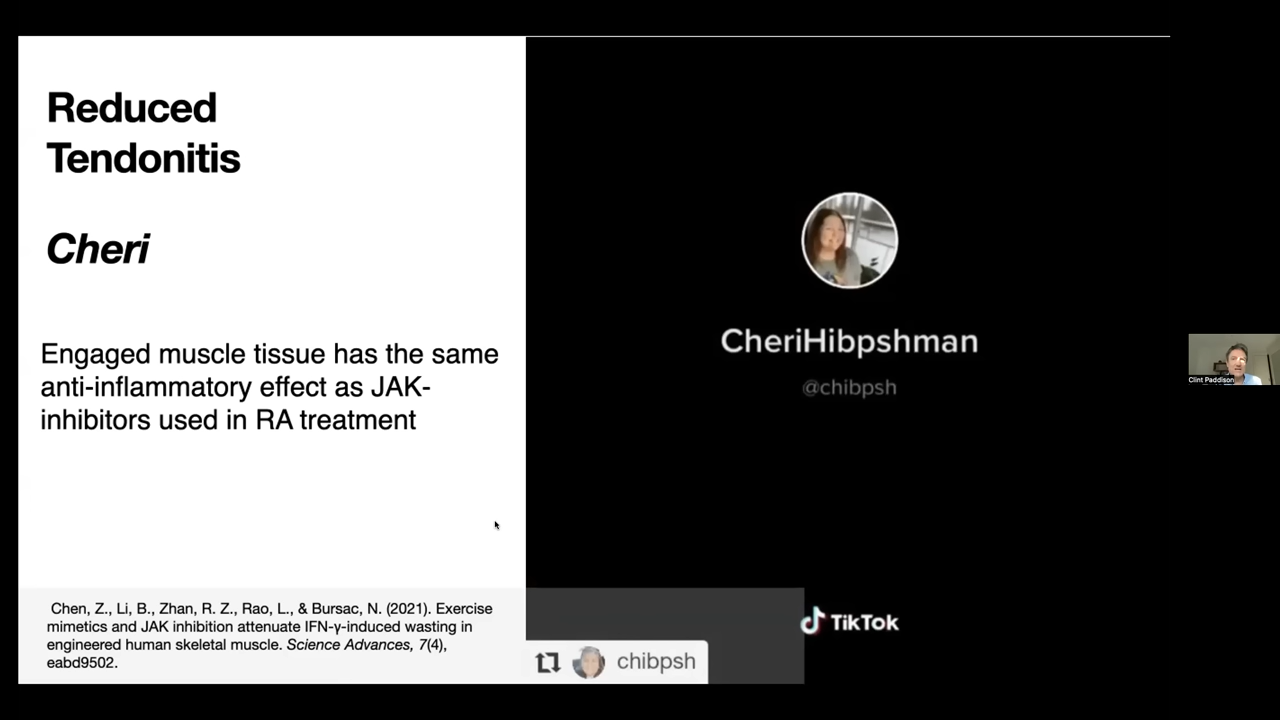 Reduced
Tendonitis
Cheri
Engaged muscle tissue has the same
anti-inflammatory effect as JAK-
inhibitors used in RA treatment
Chen, Z., Li, B., Zhan, R. Z., Rao, L., & Bursac, N. (2021). Exercise
mimetics and JAK inhibition attenuate IFN-γ-induced wasting in
engineered human skeletal muscle. Science Advances, 7(4),
eabd9502.
CheriHibpshman
@chibpsh
TikTok
chibpsh
Clint Paddison